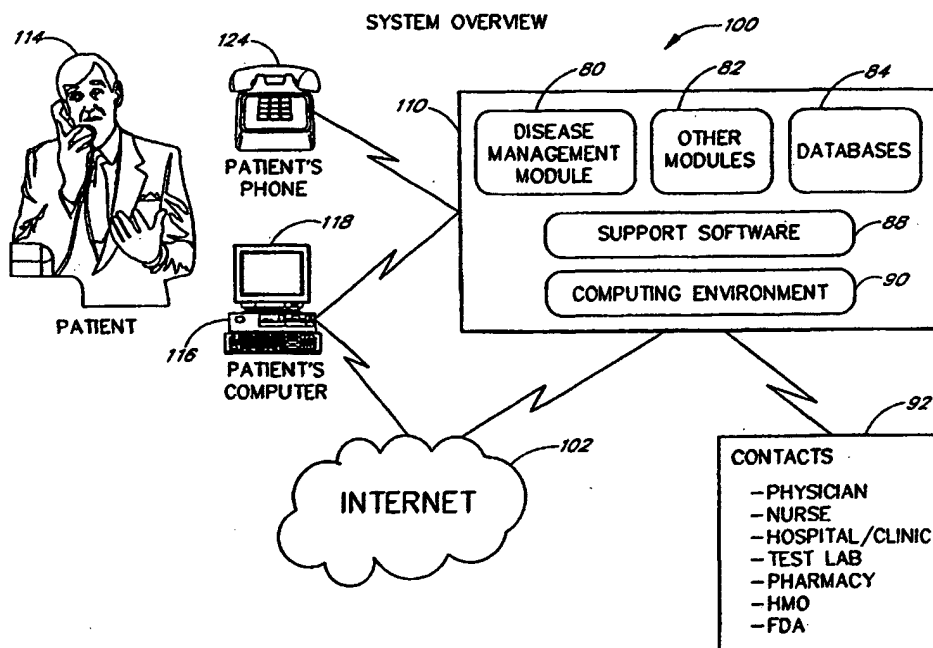 SYSTEM OVERVIEW
114
124
100
80
82
84
110
DISEASE
MANAGEMENT
MODULE
OTHER
MODULES
DATABASES
PATIENT'S
PHONE
118
SUPPORT SOFTWARE
88
COMPUTING ENVIRONMENT
90
PATIENT
116
PATIENT'S
COMPUTER
92
102
INTERNET
CONTACTS
-PHYSICIAN
-NURSE
-HOSPITAL/CLINIC
-TEST LAB
-PHARMACY
-HMO
-FDA